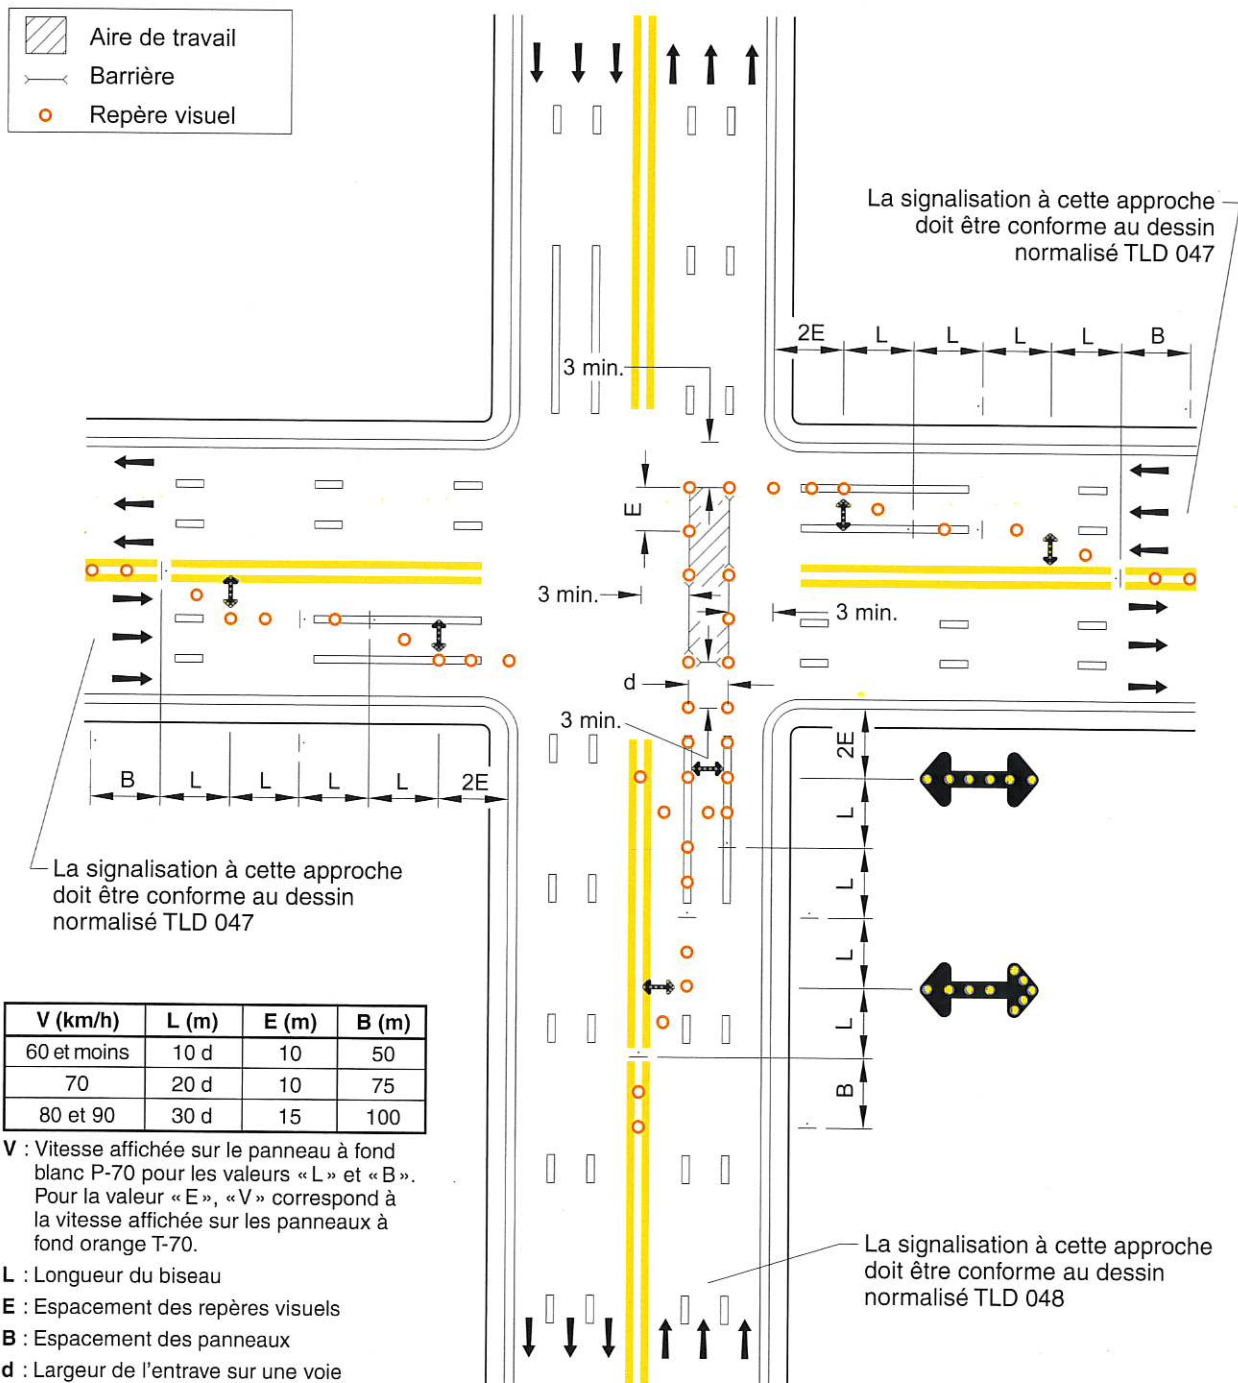 Aire de travail
Barrière
Repère visuel
La signalisation à cette approche
doit être conforme au dessin
normalisé TLD 047
2E
L
L
L
L
B
3 min.
E
3 min.
3 min.
d
3 min.
B
L
L
L
L
2E
2E
L
L
L
L
B
La signalisation à cette approche
doit être conforme au dessin
normalisé TLD 047
V (km/h) L (m) E (m) B (m)
60 et moins 10 d 10 50
70 20 d 10 75
80 et 90 30 d 15 100
V : Vitesse affichée sur le panneau à fond
blanc P-70 pour les valeurs « L » et « B ».
Pour la valeur « E », « V » correspond à
la vitesse affichée sur les panneaux à
fond orange T-70.
L : Longueur du biseau
E : Espacement des repères visuels
B : Espacement des panneaux
d : Largeur de l'entrave sur une voie
La signalisation à cette approche
doit être conforme au dessin
normalisé TLD 048